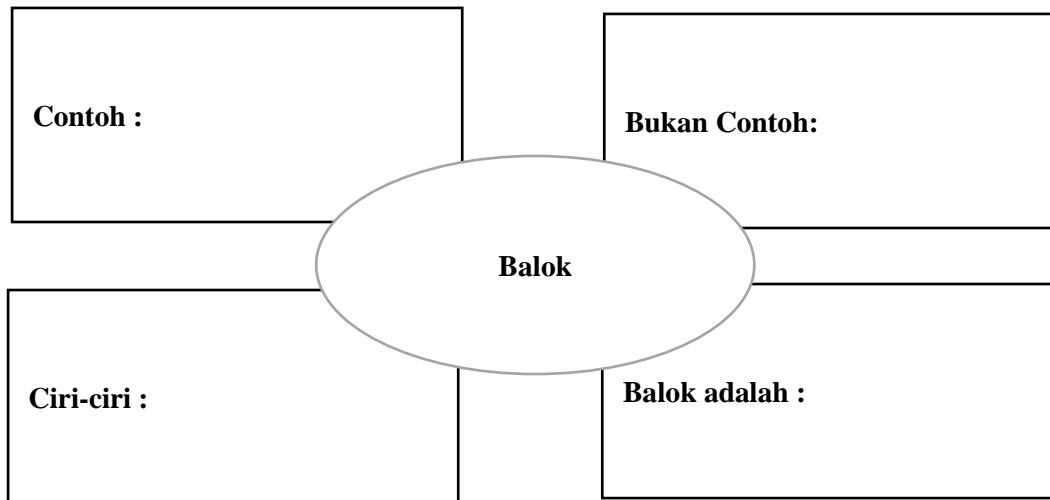 Contoh :
Bukan Contoh:
Balok
Ciri-ciri :
Balok adalah :